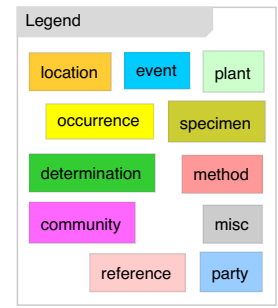 Legend
location event plant
occurrence specimen
determination method
community misc
reference party